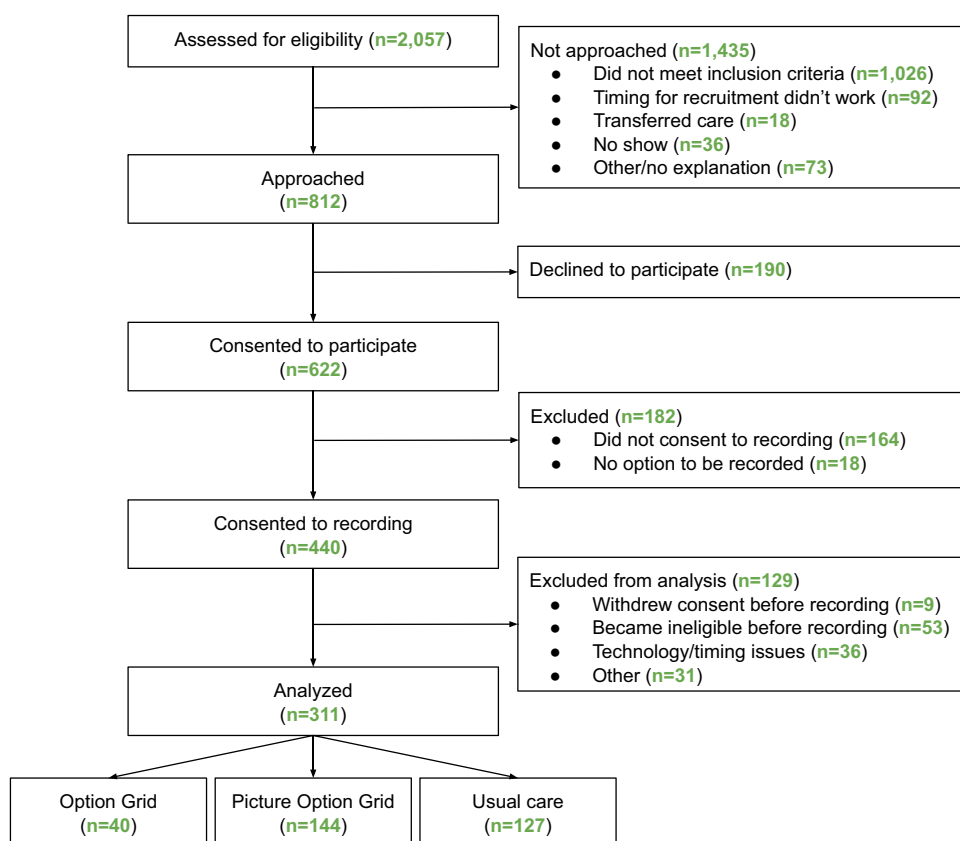 Assessed for eligibility (n=2,057)
Not approached (n=1,435)
● Did not meet inclusion criteria (n=1,026)
● Timing for recruitment didn’t work (n=92)
● Transferred care (n=18)
● No show (n=36)
● Other/no explanation (n=73)
Approached
(n=812)
Declined to participate (n=190)
Consented to participate
(n=622)
Excluded (n=182)
● Did not consent to recording (n=164)
● No option to be recorded (n=18)
Consented to recording
(n=440)
Excluded from analysis (n=129)
● Withdrew consent before recording (n=9)
● Became ineligible before recording (n=53)
● Technology/timing issues (n=36)
● Other (n=31)
Analyzed
(n=311)
Option Grid
(n=40)
Picture Option Grid
(n=144)
Usual care
(n=127)